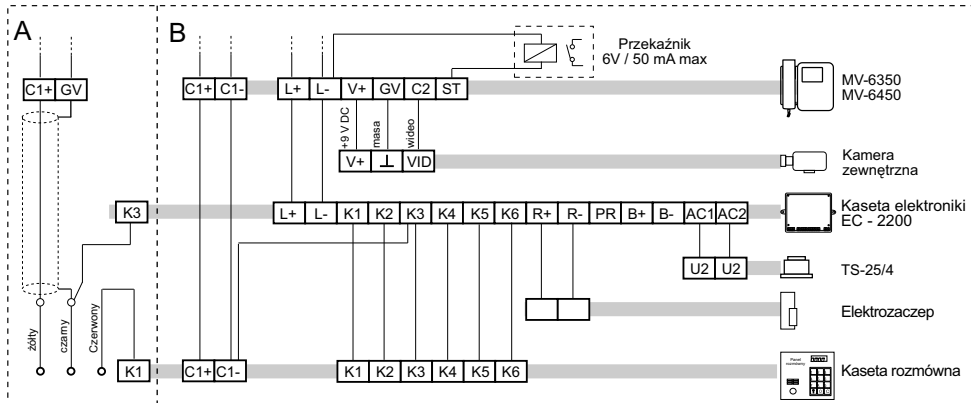 A
B
Przekaźnik
6V / 50 mA max
C1+ GV
C1+ C1- L+ L- V+ GV C2 ST
MV-6350
MV-6450
+9 V DC
masa
wideo
V+ ⊥ VID
Kamera
zewnętrzna
K3
L+ L- K1 K2 K3 K4 K5 K6 R+ R- PR B+ B- AC1 AC2
Kaseta elektroniki
EC - 2200
U2 U2
TS-25/4
Elektrozaczep
żółty
czarny
Czerwony
K1
C1+ C1- K1 K2 K3 K4 K5 K6
Kaseta rozmówna